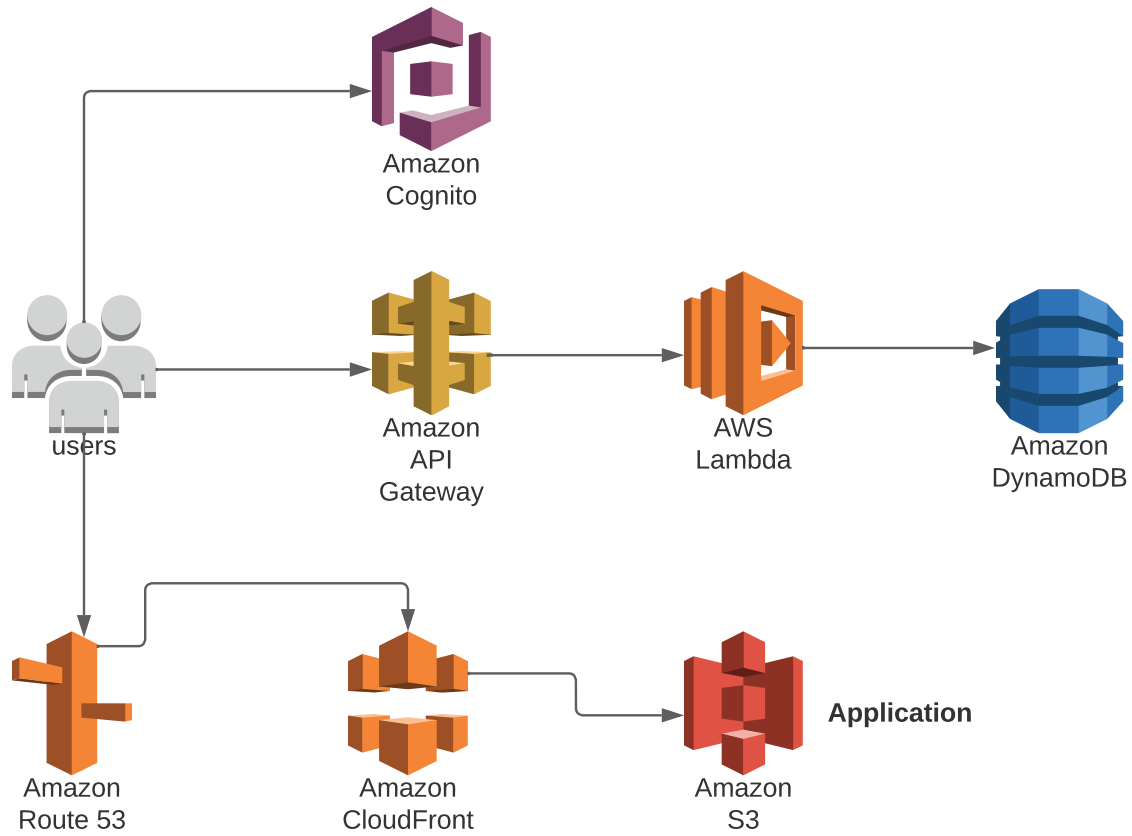 Amazon
Cognito
users
Amazon
API
Gateway
AWS
Lambda
Amazon
DynamoDB
Amazon
Route 53
Amazon
CloudFront
Amazon
S3
Application